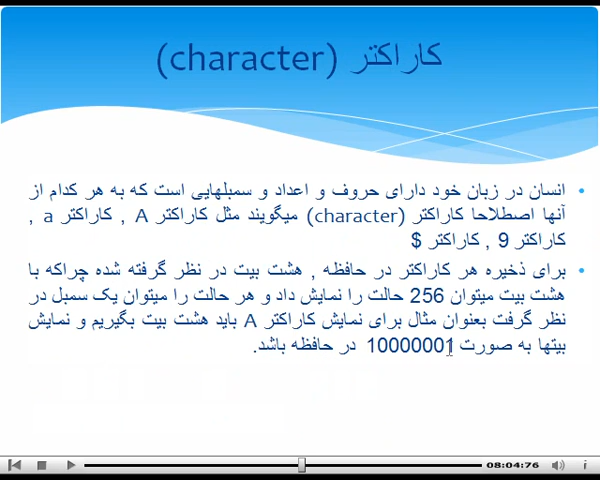 کاراکتر (character)
• انسان در زبان خود دارای حروف و اعداد و سمبلهایی است که به هر کدام از
آنها اصطلاحا کاراکتر (character) میگویند مثل کاراکتر A , کاراکتر a ,
کاراکتر 9 , کاراکتر $
• برای ذخیره هر کاراکتر در حافظه , هشت بیت در نظر گرفته شده چراکه با
هشت بیت میتوان 256 حالت را نمایش داد و هر حالت را میتوان یک سمبل در
نظر گرفت بعنوان مثال برای نمایش کاراکتر A باید هشت بیت بگیریم و نمایش
بیتها به صورت 10000001 در حافظه باشد.
08:04:76